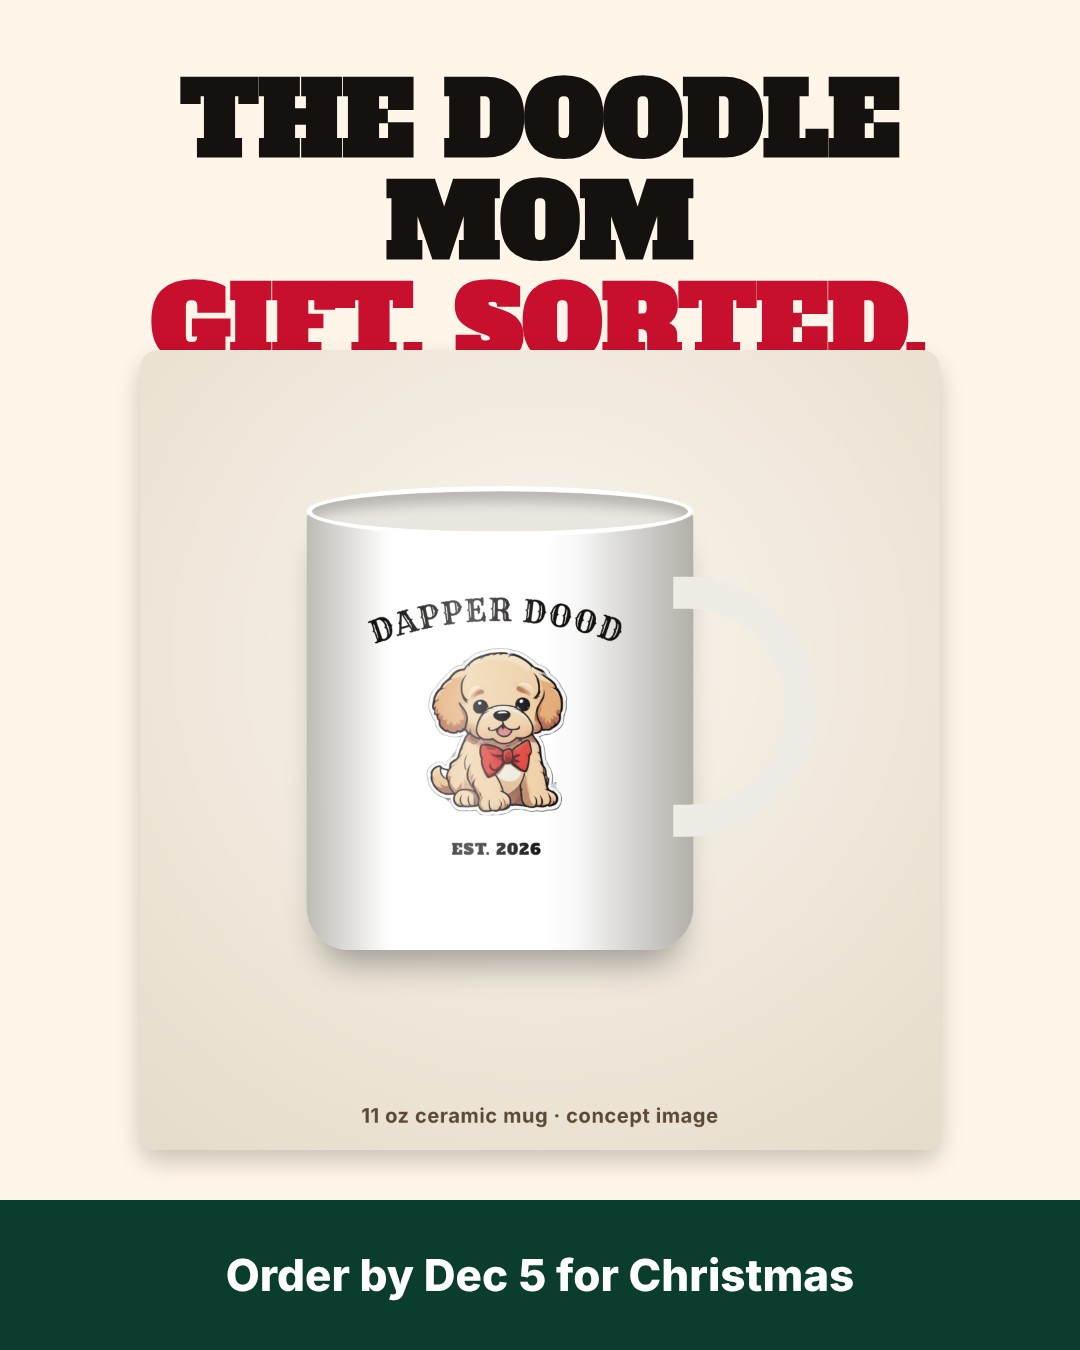 THE DOODLE
MOM
GIFT. SORTED.
DAPPER DOOD
EST. 2026
11 oz ceramic mug · concept image
Order by Dec 5 for Christmas